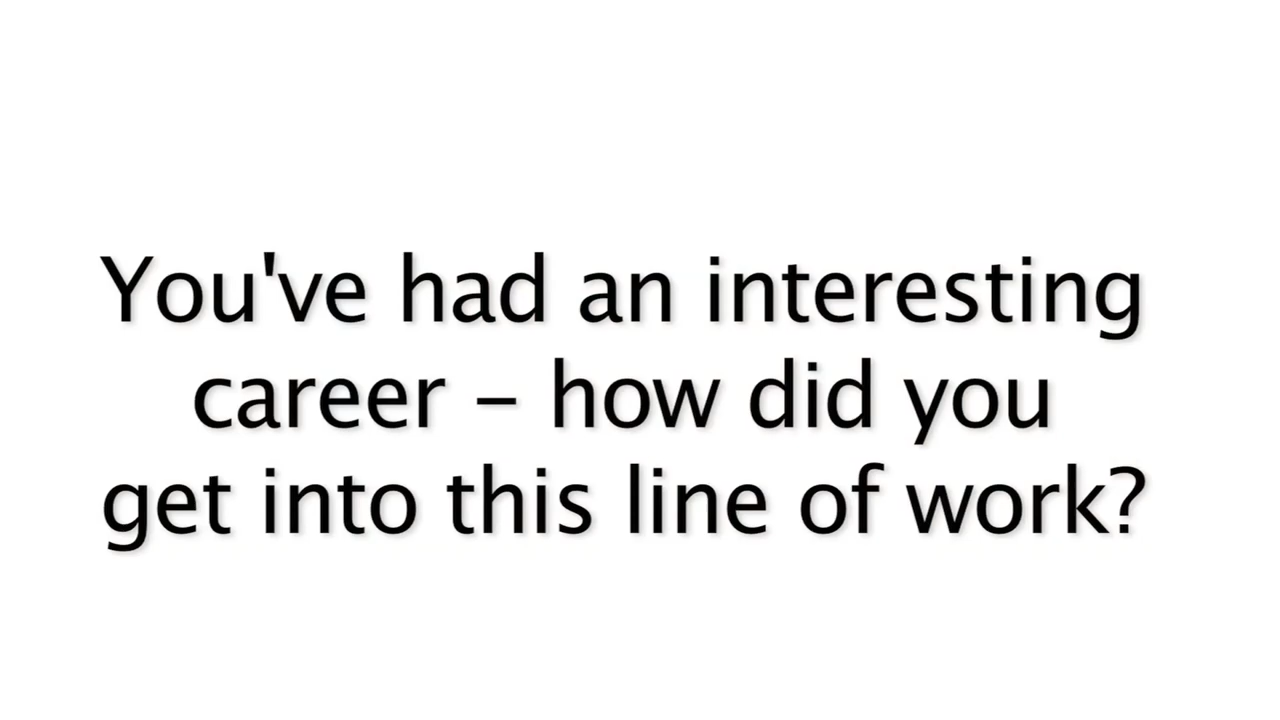 You've had an interesting
career – how did you
get into this line of work?